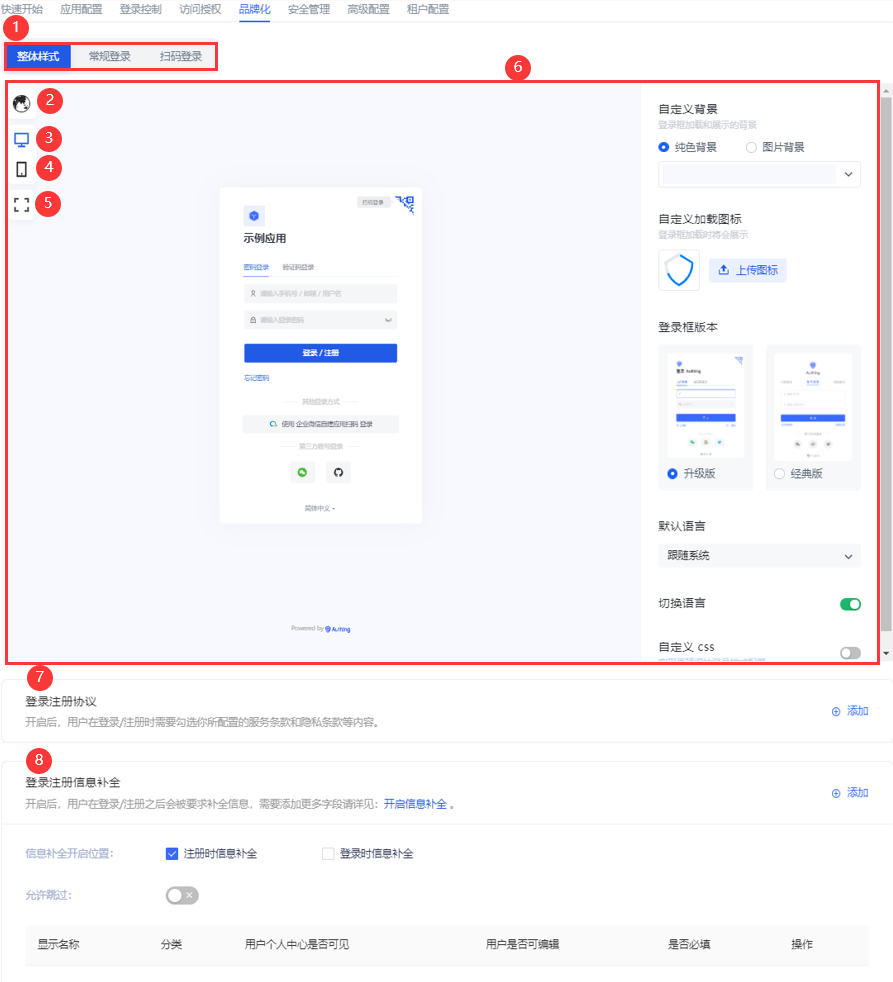 快速开始 应用配置 登录控制 访问授权 品牌化 安全管理 高级配置 租户配置
1
整体样式 常规登录 扫码登录
6
2
3
4
5
自定义背景
登录框加载和展示的背景
纯色背景 图片背景
自定义加载图标
登录框加载时将会展示
上传图标
登录框版本
升级版 经典版
默认语言
跟随系统
切换语言
自定义 css
扫码登录
示例应用
密码登录 验证码登录
请输入手机号 / 邮箱 / 用户名
请输入登录密码
登录 / 注册
忘记密码
其他登录方式
使用 企业微信自建应用扫码 登录
第三方账号登录
简体中文
Powered by Authing
7
登录注册协议
开启后，用户在登录/注册时需要勾选你所配置的服务条款和隐私条款等内容。
添加
8
登录注册信息补全
开启后，用户在登录/注册之后会被要求补全信息，需要添加更多字段请详见：开启信息补全 。
添加
信息补全开启位置： 注册时信息补全 登录时信息补全
允许跳过：
显示名称 分类 用户个人中心是否可见 用户是否可编辑 是否必填 操作